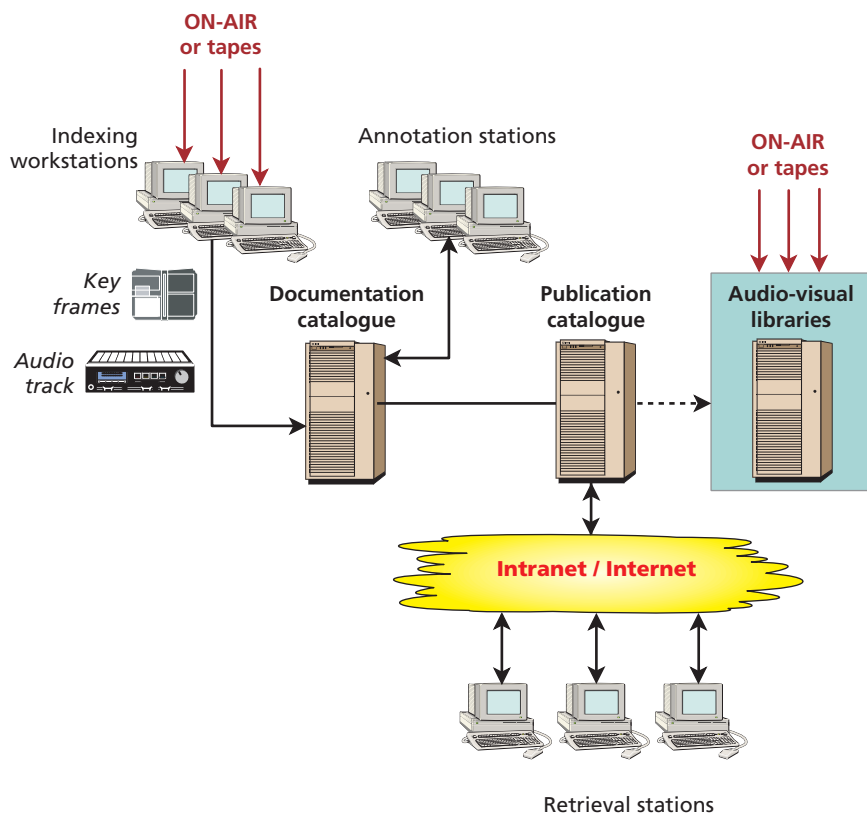 ON-AIR
or tapes
Indexing
workstations
Annotation stations
ON-AIR
or tapes
Key
frames
Documentation
catalogue
Publication
catalogue
Audio-visual
libraries
Audio
track
Intranet / Internet
Retrieval stations